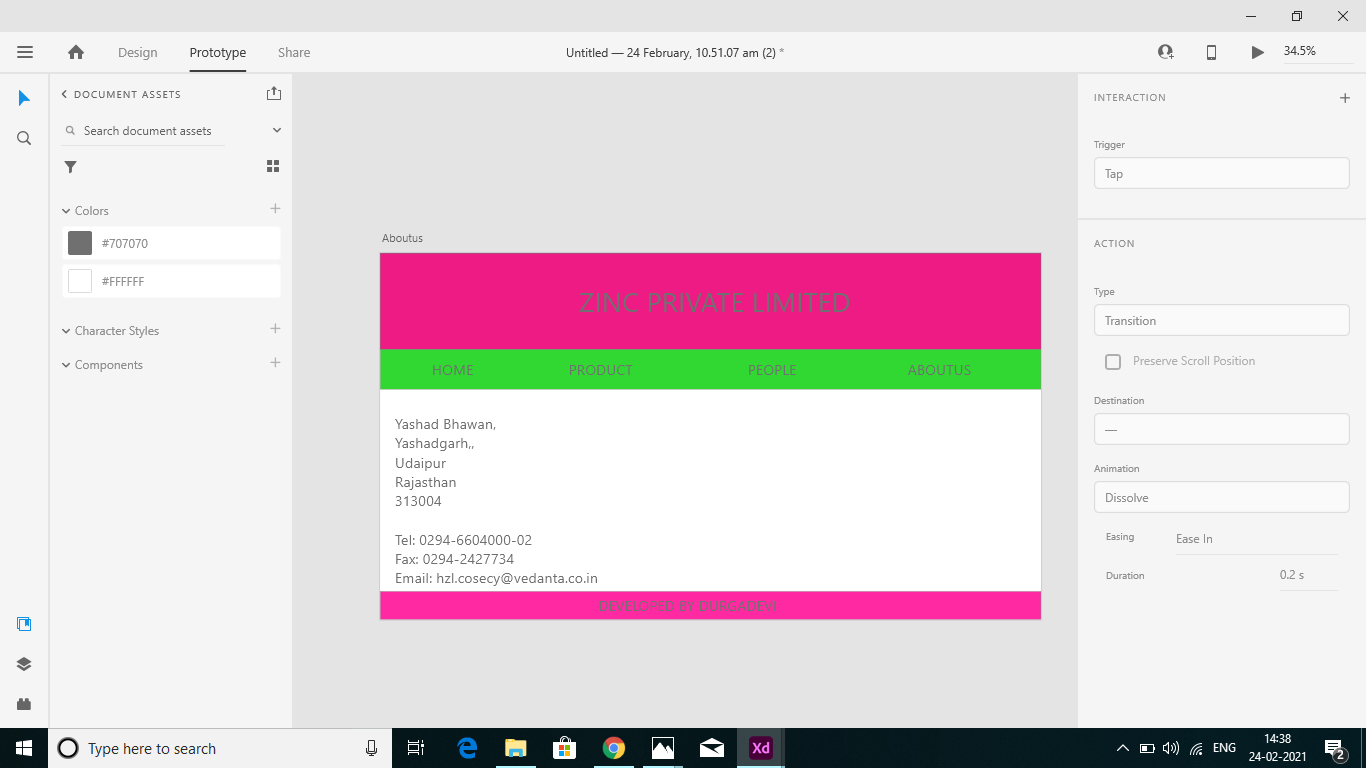 Design
Prototype
Share
Untitled — 24 February, 10.51.07 am (2) *
34.5%
DOCUMENT ASSETS
Search document assets
Colors
#707070
#FFFFFF
Character Styles
Components
Aboutus
ZINC PRIVATE LIMITED
HOME PRODUCT PEOPLE ABOUTUS
Yashad Bhawan,
Yashadgarh,,
Udaipur
Rajasthan
313004
Tel: 0294-6604000-02
Fax: 0294-2427734
Email: hzl.cosecy@vedanta.co.in
DEVELOPED BY DURGADEVI
INTERACTION
Trigger
Tap
ACTION
Type
Transition
Preserve Scroll Position
Destination
—
Animation
Dissolve
Easing Ease In
Duration 0.2 s
Type here to search
Xd
ENG
14:38
24-02-2021
2